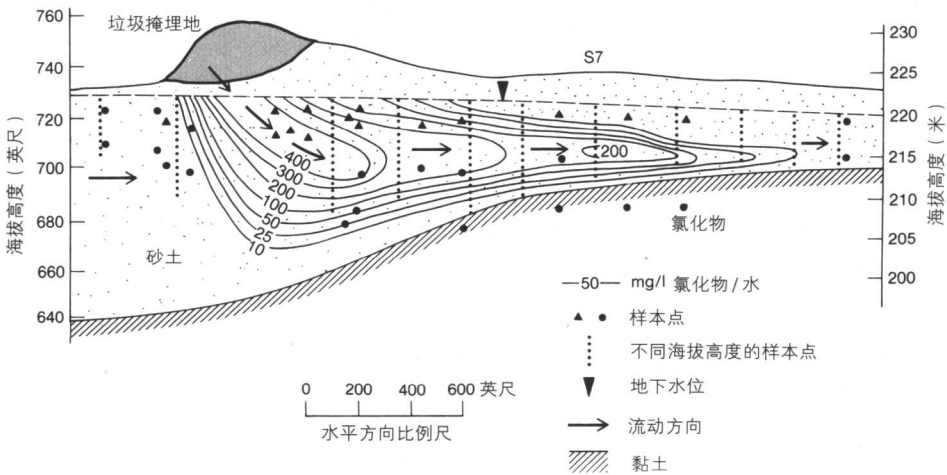 垃圾掩埋地
S7
海拔高度（英尺）
760
740
720
700
680
660
640
400
300
200
100
50
25
10
200
砂土
氯化物
海拔高度（米）
230
225
220
215
210
205
200
—50— mg/l 氯化物/水
样本点
不同海拔高度的样本点
地下水位
流动方向
黏土
0 200 400 600 英尺
水平方向比例尺